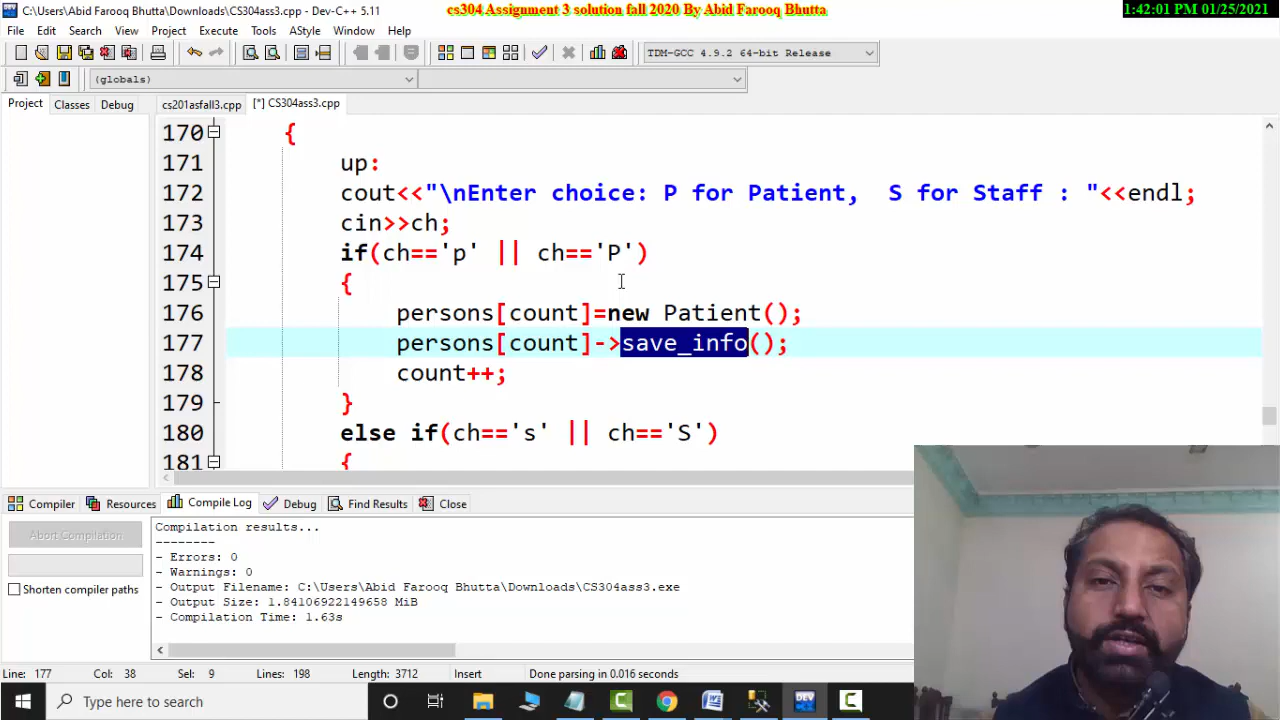 C:\Users\Abid Farooq Bhutta\Downloads\CS304ass3.cpp - Dev-C++ 5.11
cs304 Assignment 3 solution fall 2020 By Abid Farooq Bhutta
1:42:01 PM 01/25/2021
File Edit Search View Project Execute Tools AStyle Window Help
TDM-GCC 4.9.2 64-bit Release
(globals)
Project Classes Debug cs201asfall3.cpp [*] CS304ass3.cpp
170 {
171 up:
172 cout<<"\nEnter choice: P for Patient,  S for Staff : "<<endl;
173 cin>>ch;
174 if(ch=='p' || ch=='P')
175 {
176 persons[count]=new Patient();
177 persons[count]->save_info();
178 count++;
179 }
180 else if(ch=='s' || ch=='S')
181 {
Compiler Resources Compile Log Debug Find Results Close
Abort Compilation
Shorten compiler paths
Compilation results...
--------
- Errors: 0
- Warnings: 0
- Output Filename: C:\Users\Abid Farooq Bhutta\Downloads\CS304ass3.exe
- Output Size: 1.84106922149658 MiB
- Compilation Time: 1.63s
Line: 177 Col: 38 Sel: 9 Lines: 198 Length: 3712 Insert Done parsing in 0.016 seconds
Type here to search
DEV